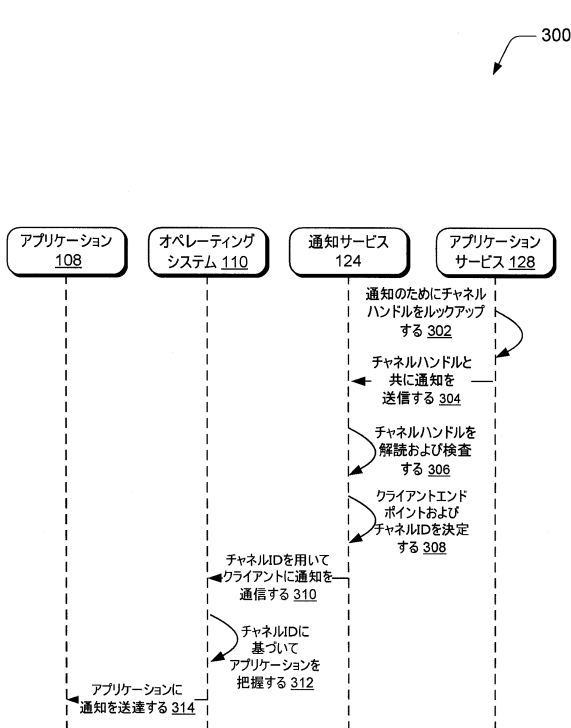 300
アプリケーション
108
オペレーティング
システム 110
通知サービス
124
アプリケーション
サービス 128
通知のためにチャネル
ハンドルをルックアップ
する 302
チャネルハンドルと
共に通知を
送信する 304
チャネルハンドルを
解読および検査
する 306
クライアントエンド
ポイントおよび
チャネルIDを決定
する 308
チャネルIDを用いて
クライアントに通知を
通信する 310
チャネルIDに
基づいて
アプリケーションを
把握する 312
アプリケーションに
通知を送達する 314